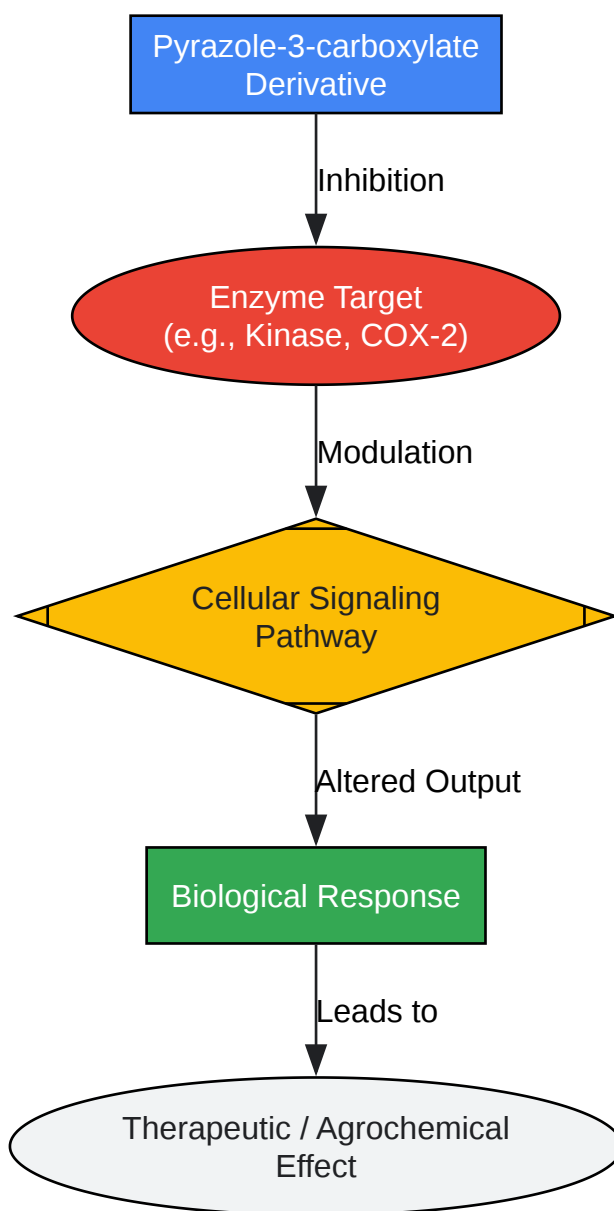 Pyrazole-3-carboxylate
Derivative
Inhibition
Enzyme Target
(e.g., Kinase, COX-2)
Modulation
Cellular Signaling
Pathway
Altered Output
Biological Response
Leads to
Therapeutic / Agrochemical
Effect